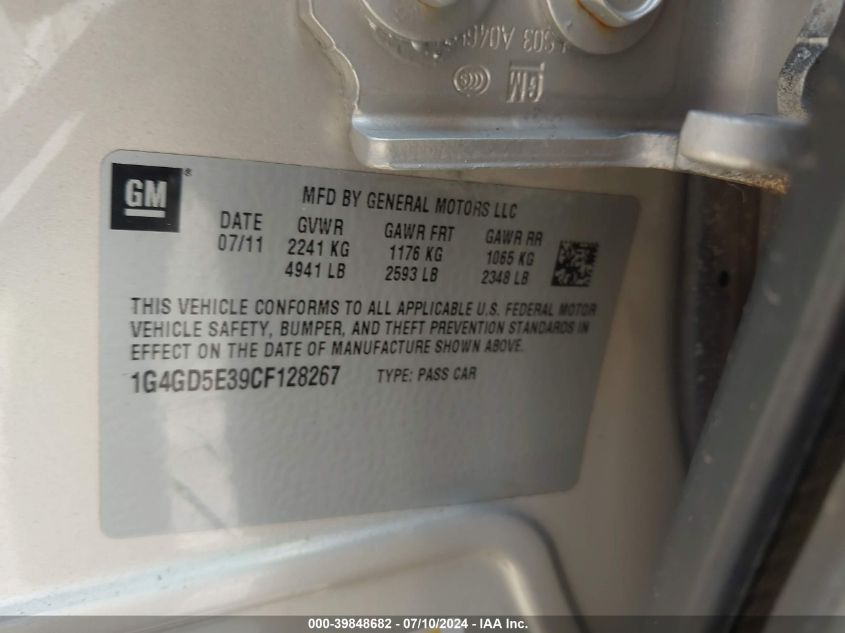 GM
GM ®
MFD BY GENERAL MOTORS LLC
DATE GVWR GAWR FRT GAWR RR
07/11 2241 KG 1176 KG 1065 KG
4941 LB 2593 LB 2348 LB
THIS VEHICLE CONFORMS TO ALL APPLICABLE U.S. FEDERAL MOTOR
VEHICLE SAFETY, BUMPER, AND THEFT PREVENTION STANDARDS IN
EFFECT ON THE DATE OF MANUFACTURE SHOWN ABOVE.
1G4GD5E39CF128267 TYPE: PASS CAR
000-39848682 - 07/10/2024 - IAA Inc.